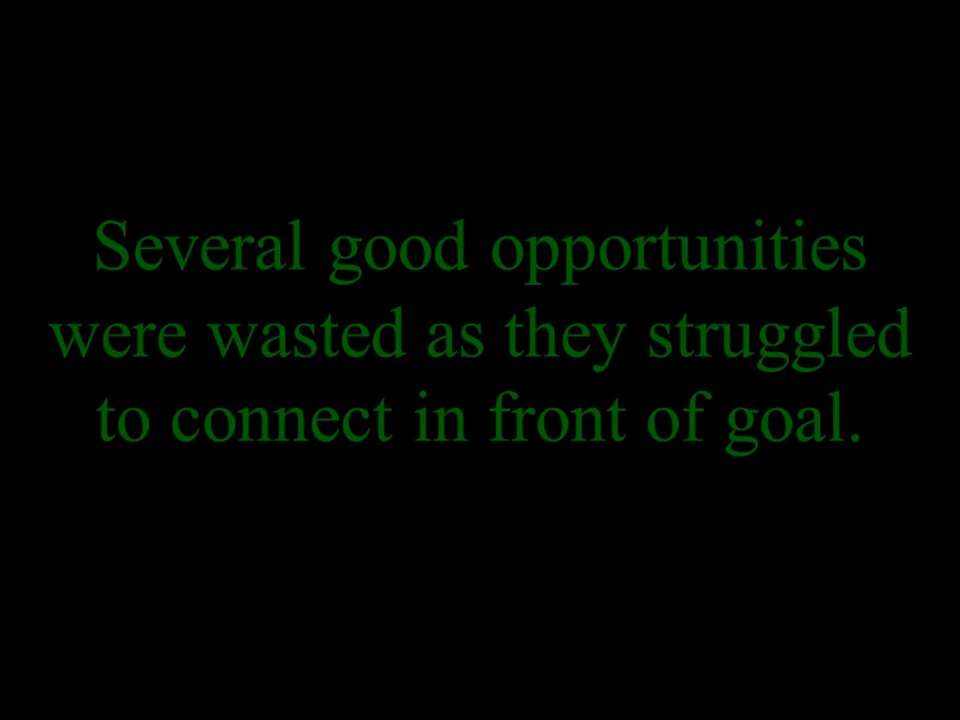 Several good opportunities
were wasted as they struggled
to connect in front of goal.